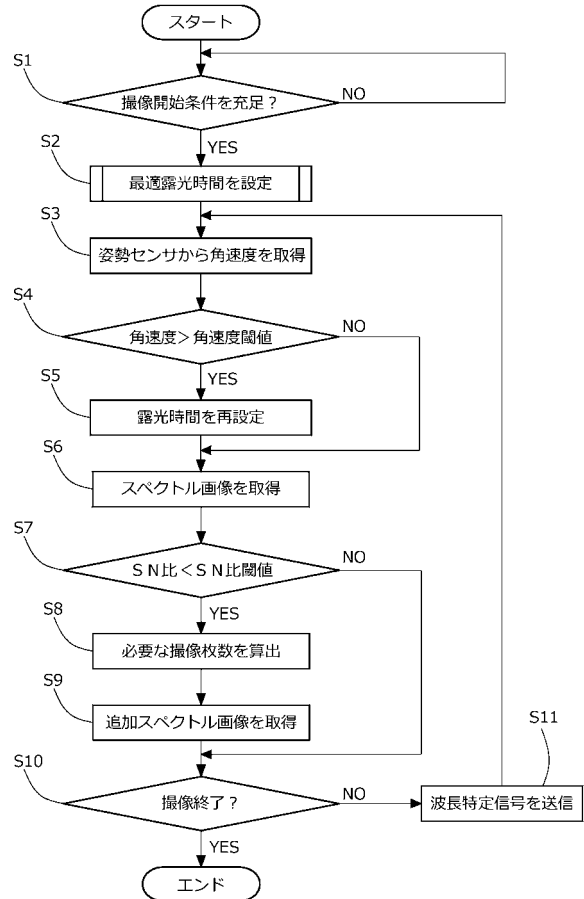 スタート
S1
撮像開始条件を充足？
NO
YES
S2
最適露光時間を設定
S3
姿勢センサから角速度を取得
S4
角速度＞角速度閾値
NO
YES
S5
露光時間を再設定
S6
スペクトル画像を取得
S7
ＳＮ比＜ＳＮ比閾値
NO
YES
S8
必要な撮像枚数を算出
S9
追加スペクトル画像を取得
S10
撮像終了？
NO
S11
波長特定信号を送信
YES
エンド